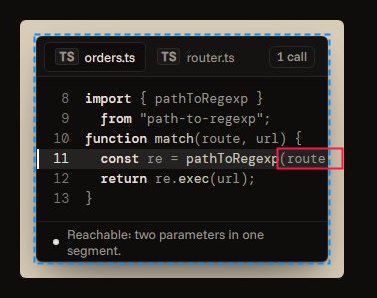 TS orders.ts TS router.ts 1 call
8 import { pathToRegexp }
9 from "path-to-regexp";
10 function match(route, url) {
11 const re = pathToRegexp(route
12 return re.exec(url);
13 }
Reachable: two parameters in one
segment.